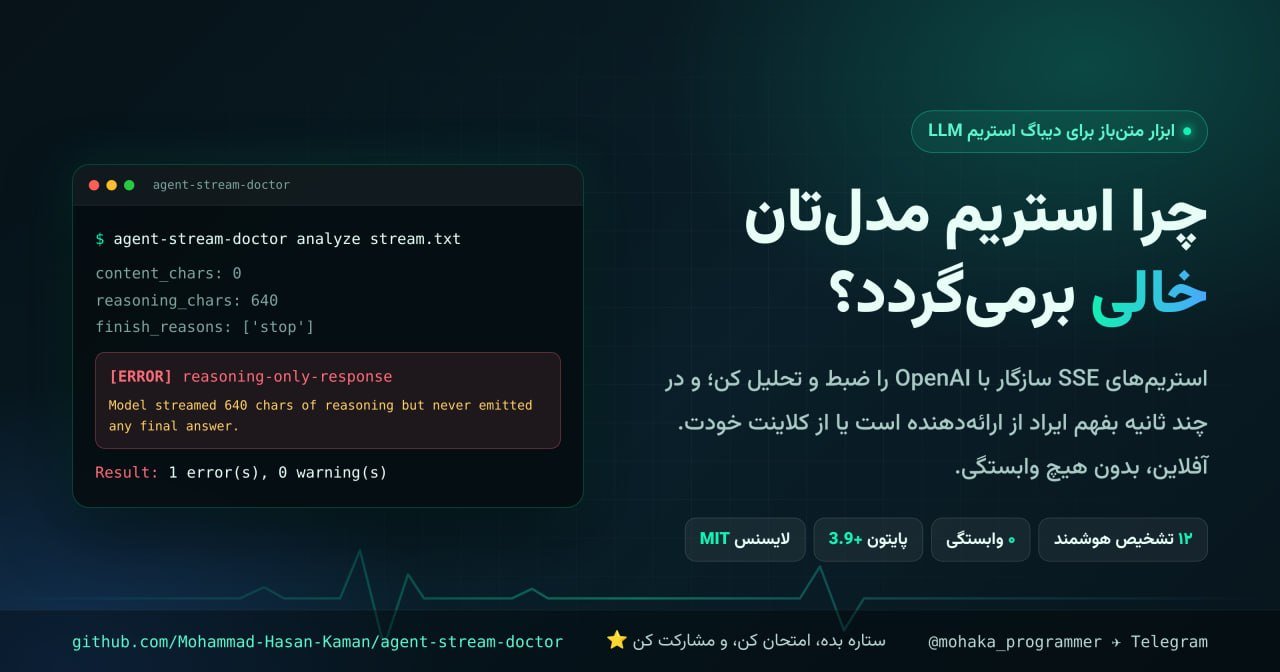 ابزار متن‌باز برای دیباگ استریم LLM
چرا استریم مدل‌تان
خالی برمی‌گردد؟
استریم‌های SSE سازگار با OpenAI را ضبط و تحلیل کن؛ و در
چند ثانیه بفهم ایراد از ارائه‌دهنده است یا از کلاینت خودت.
آفلاین، بدون هیچ وابستگی.
۱۲ تشخیص هوشمند
۰ وابستگی
پایتون 3.9+
لایسنس MIT
agent-stream-doctor
$ agent-stream-doctor analyze stream.txt
content_chars: 0
reasoning_chars: 640
finish_reasons: ['stop']
[ERROR] reasoning-only-response
Model streamed 640 chars of reasoning but never emitted
any final answer.
Result: 1 error(s), 0 warning(s)
github.com/Mohammad-Hasan-Kaman/agent-stream-doctor
ستاره بده، امتحان کن، و مشارکت کن ⭐
@mohaka_programmer ✈ Telegram